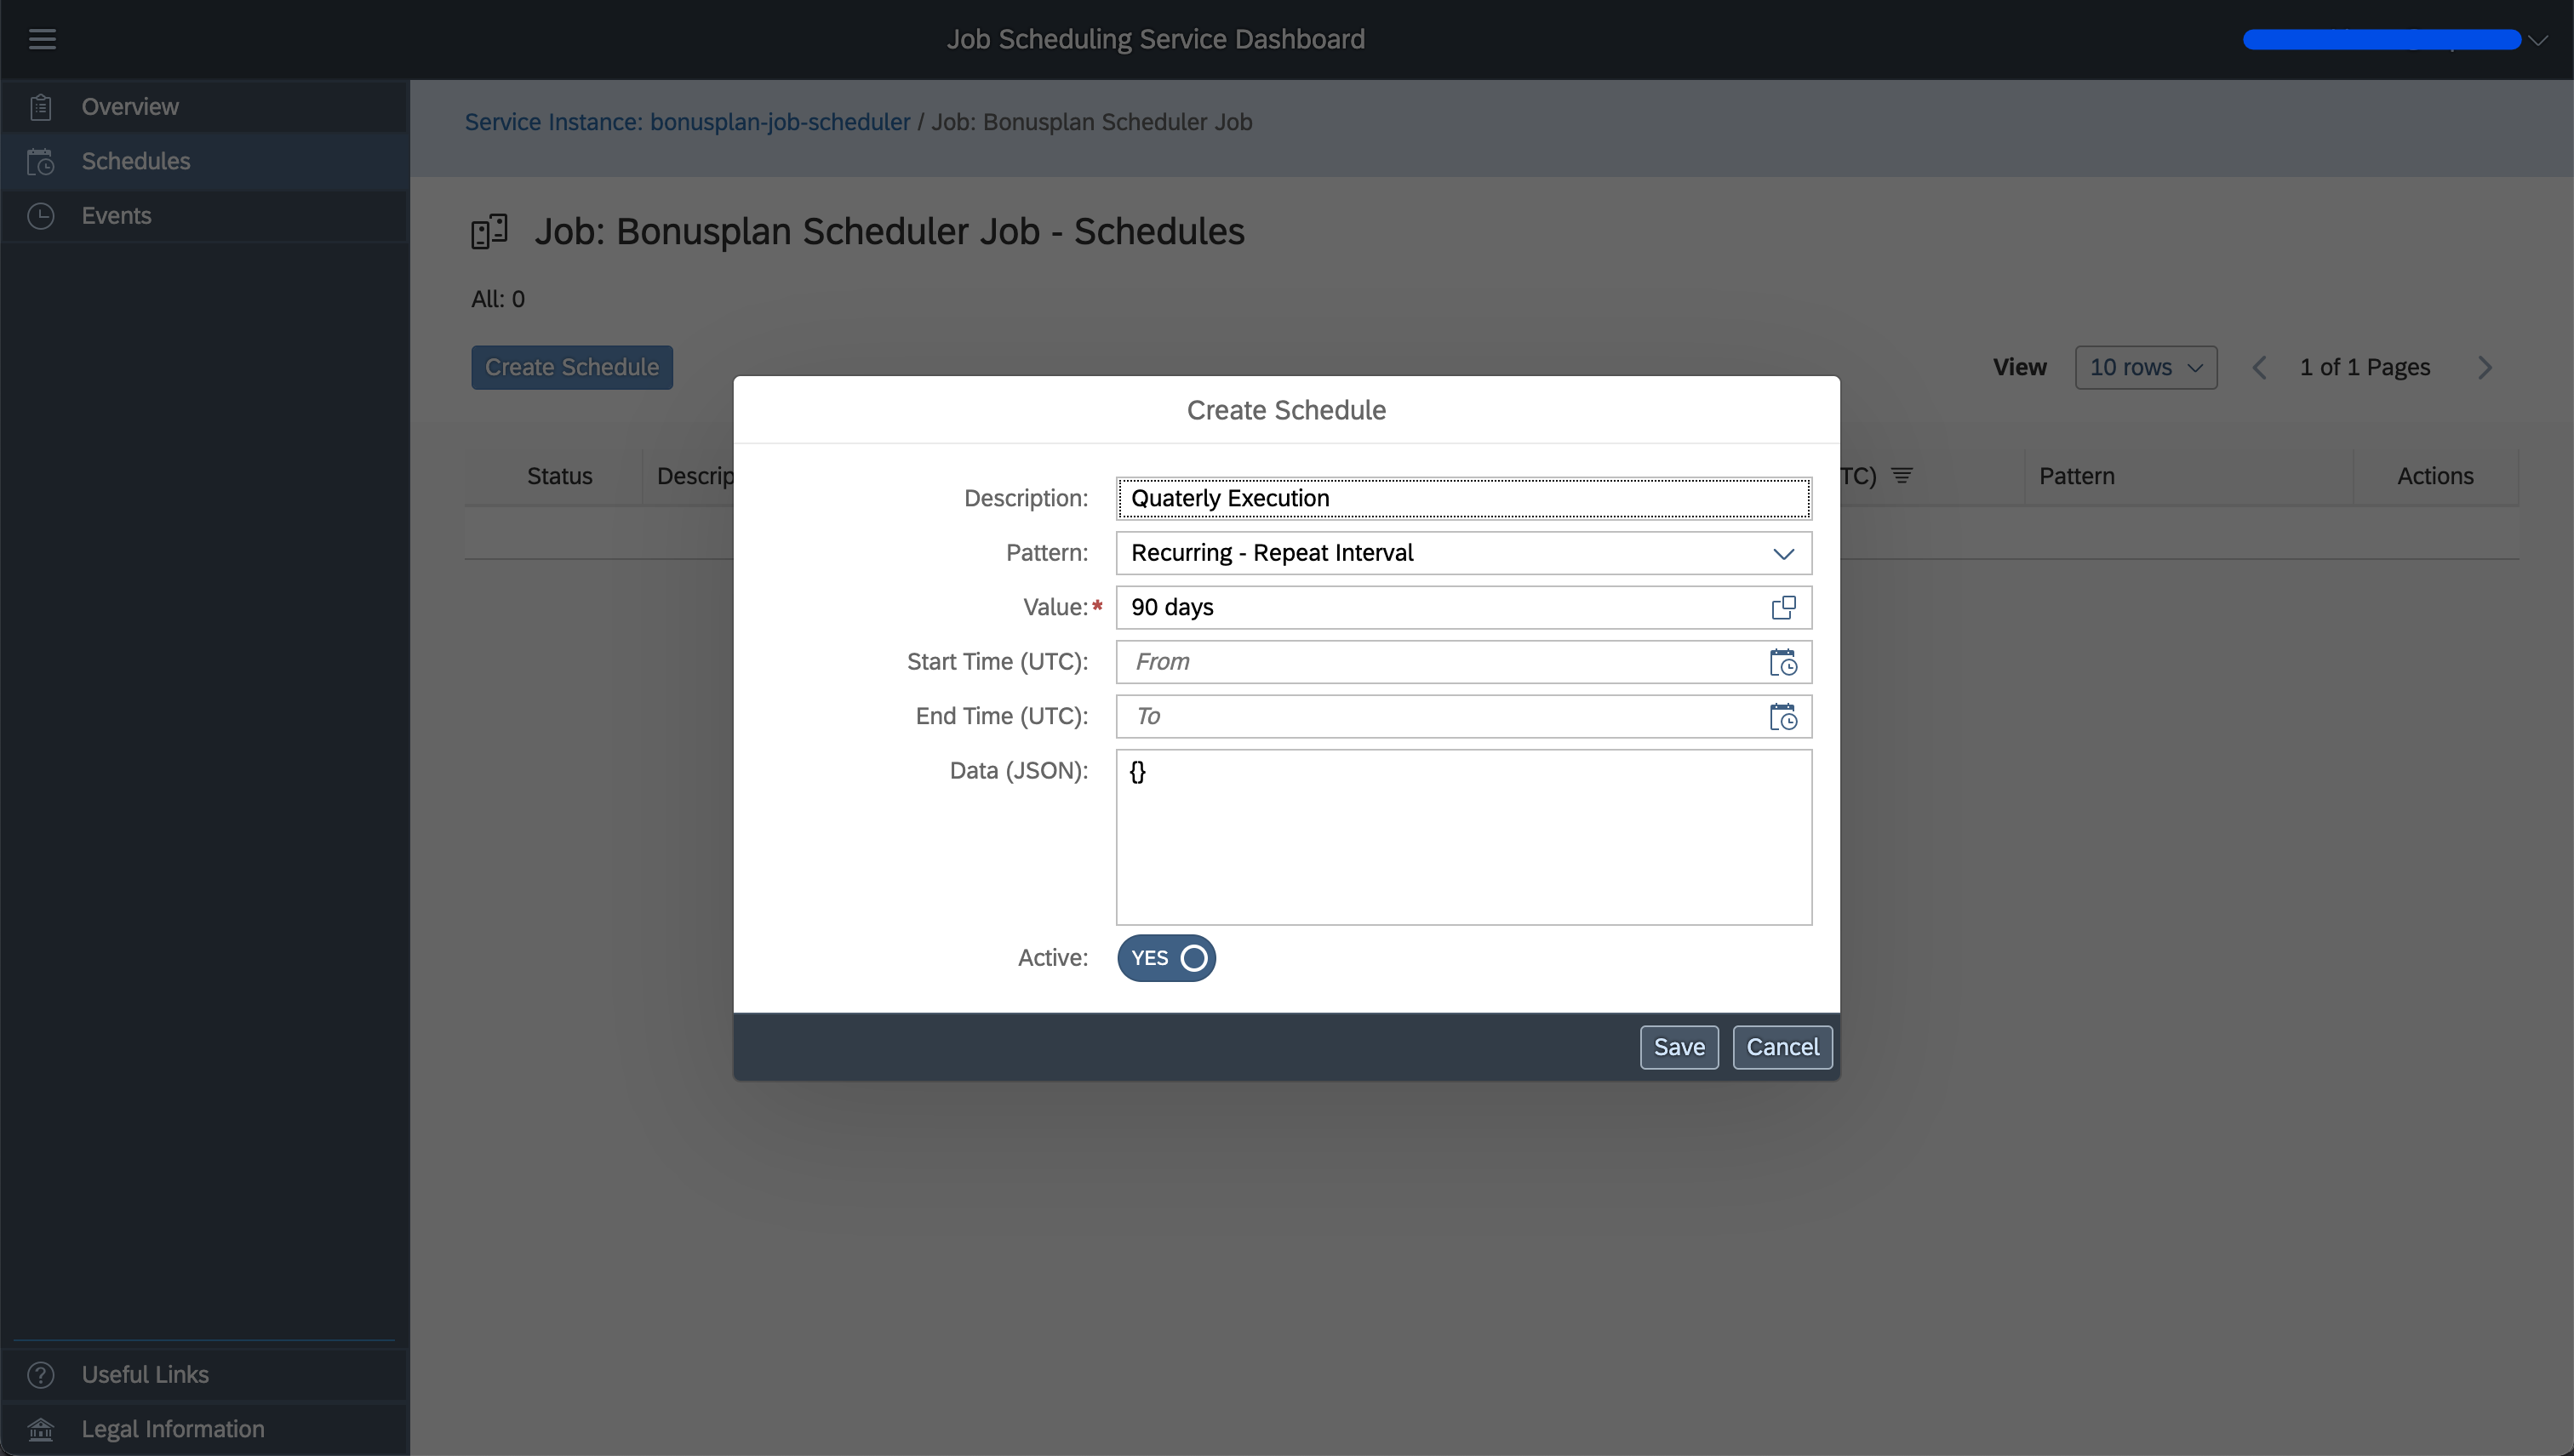 Job Scheduling Service Dashboard
Overview
Schedules
Events
Service Instance: bonusplan-job-scheduler / Job: Bonusplan Scheduler Job
Job: Bonusplan Scheduler Job - Schedules
All: 0
Create Schedule
View
10 rows
1 of 1 Pages
Status
Descrip
TC)
Pattern
Actions
Create Schedule
Description: Quaterly Execution
Pattern: Recurring - Repeat Interval
Value:* 90 days
Start Time (UTC): From
End Time (UTC): To
Data (JSON): {}
Active: YES
Save
Cancel
Useful Links
Legal Information